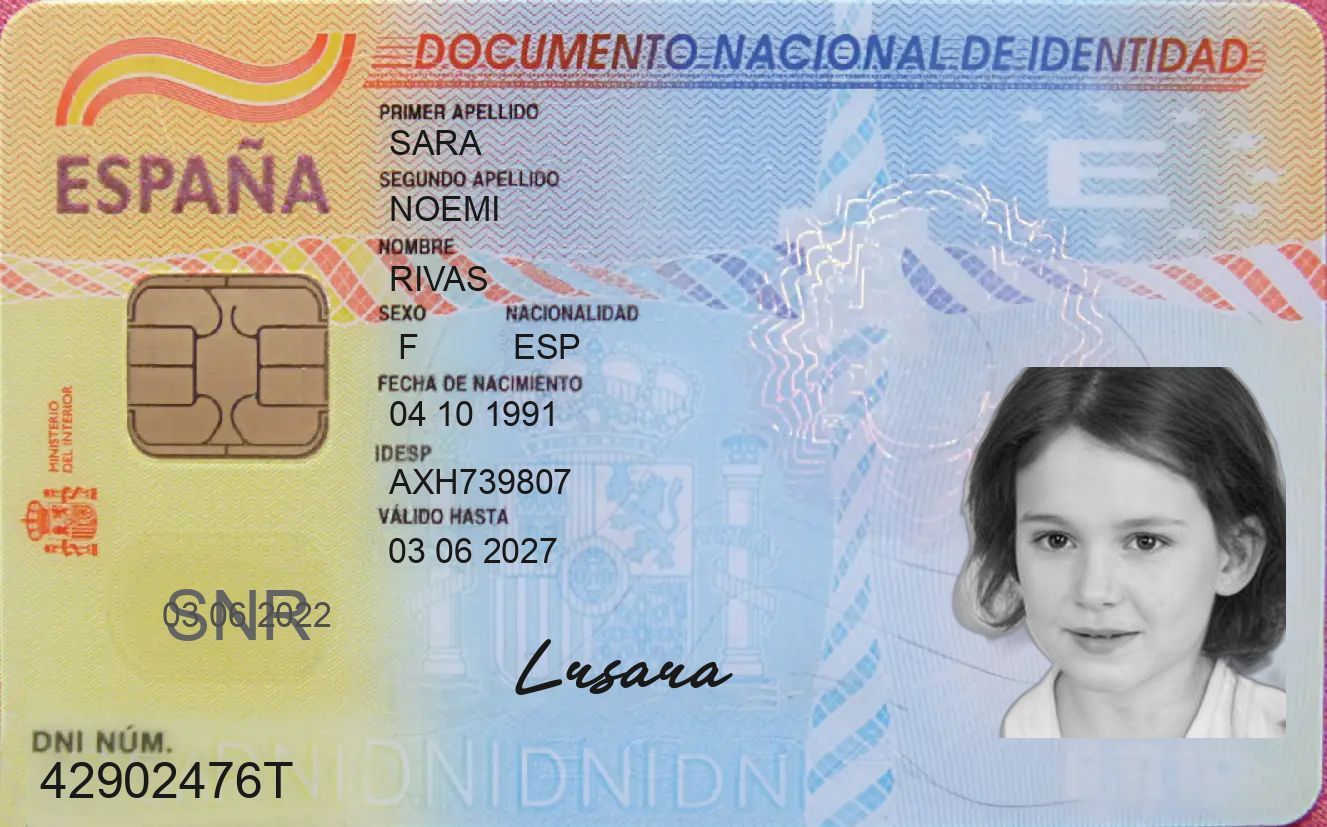 DOCUMENTO NACIONAL DE IDENTIDAD
ESPAÑA
E
PRIMER APELLIDO
SARA
SEGUNDO APELLIDO
NOEMI
NOMBRE
RIVAS
SEXO NACIONALIDAD
F ESP
FECHA DE NACIMIENTO
04 10 1991
IDESP
AXH739807
VÁLIDO HASTA
03 06 2027
MINISTERIO
DEL INTERIOR
SNR
03 06 2022
Lusara
DNI NÚM.
42902476T
DNIDNIDNIDNI